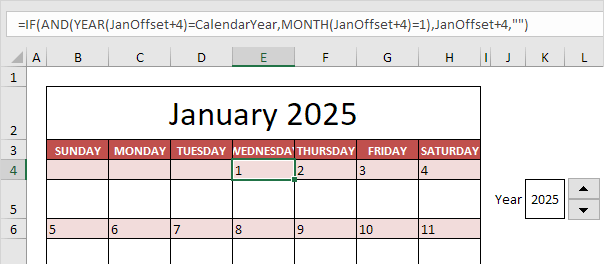 =IF(AND(YEAR(JanOffset+4)=CalendarYear,MONTH(JanOffset+4)=1),JanOffset+4,"")
A B C D E F G H I J K L
1
2 January 2025
3 SUNDAY MONDAY TUESDAY WEDNESDAY THURSDAY FRIDAY SATURDAY
4 1 2 3 4
5 Year 2025
6 5 6 7 8 9 10 11